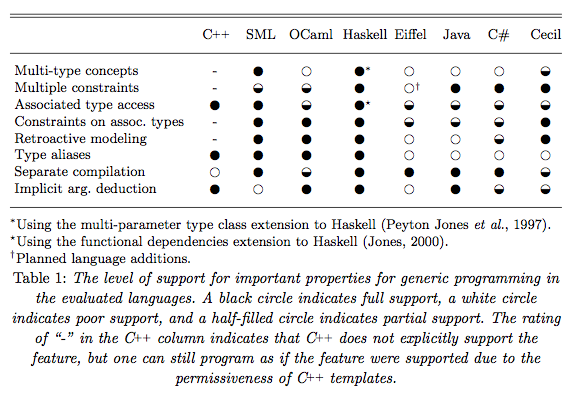 C++ SML OCaml Haskell Eiffel Java C# Cecil
Multi-type concepts - ● ○ ●* ○ ○ ○ ◒
Multiple constraints - ◒ ◒ ● ○† ● ● ●
Associated type access ● ● ◒ ●⋆ ◒ ◒ ◒ ◒
Constraints on assoc. types - ● ● ● ◒ ◒ ◒ ●
Retroactive modeling - ● ● ● ○ ○ ◒ ●
Type aliases ● ● ● ● ○ ○ ○ ○
Separate compilation ○ ● ◒ ● ● ● ● ◒
Implicit arg. deduction ● ○ ● ● ○ ● ◒ ◒
*Using the multi-parameter type class extension to Haskell (Peyton Jones et al., 1997).
⋆Using the functional dependencies extension to Haskell (Jones, 2000).
†Planned language additions.
Table 1: The level of support for important properties for generic programming in
the evaluated languages. A black circle indicates full support, a white circle
indicates poor support, and a half-filled circle indicates partial support. The rating
of “-” in the C++ column indicates that C++ does not explicitly support the
feature, but one can still program as if the feature were supported due to the
permissiveness of C++ templates.